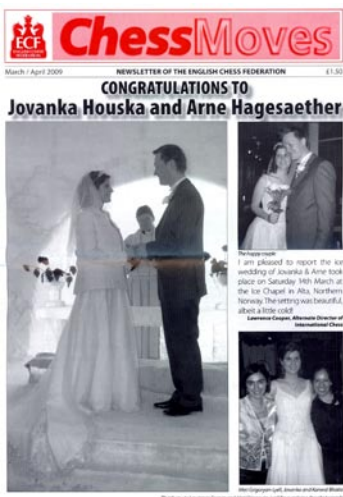 ECF
ChessMoves
March / April 2009
NEWSLETTER OF THE ENGLISH CHESS FEDERATION
£1.50
CONGRATULATIONS TO
Jovanka Houska and Arne Hagesaether
The happy couple
I am pleased to report the ice
wedding of Jovanka & Arne took
place on Saturday 14th March at
the Ice Chapel in Alta, Northern
Norway. The setting was beautiful,
albeit a little cold!
Lawrence Cooper, Alternate Director of
International Chess